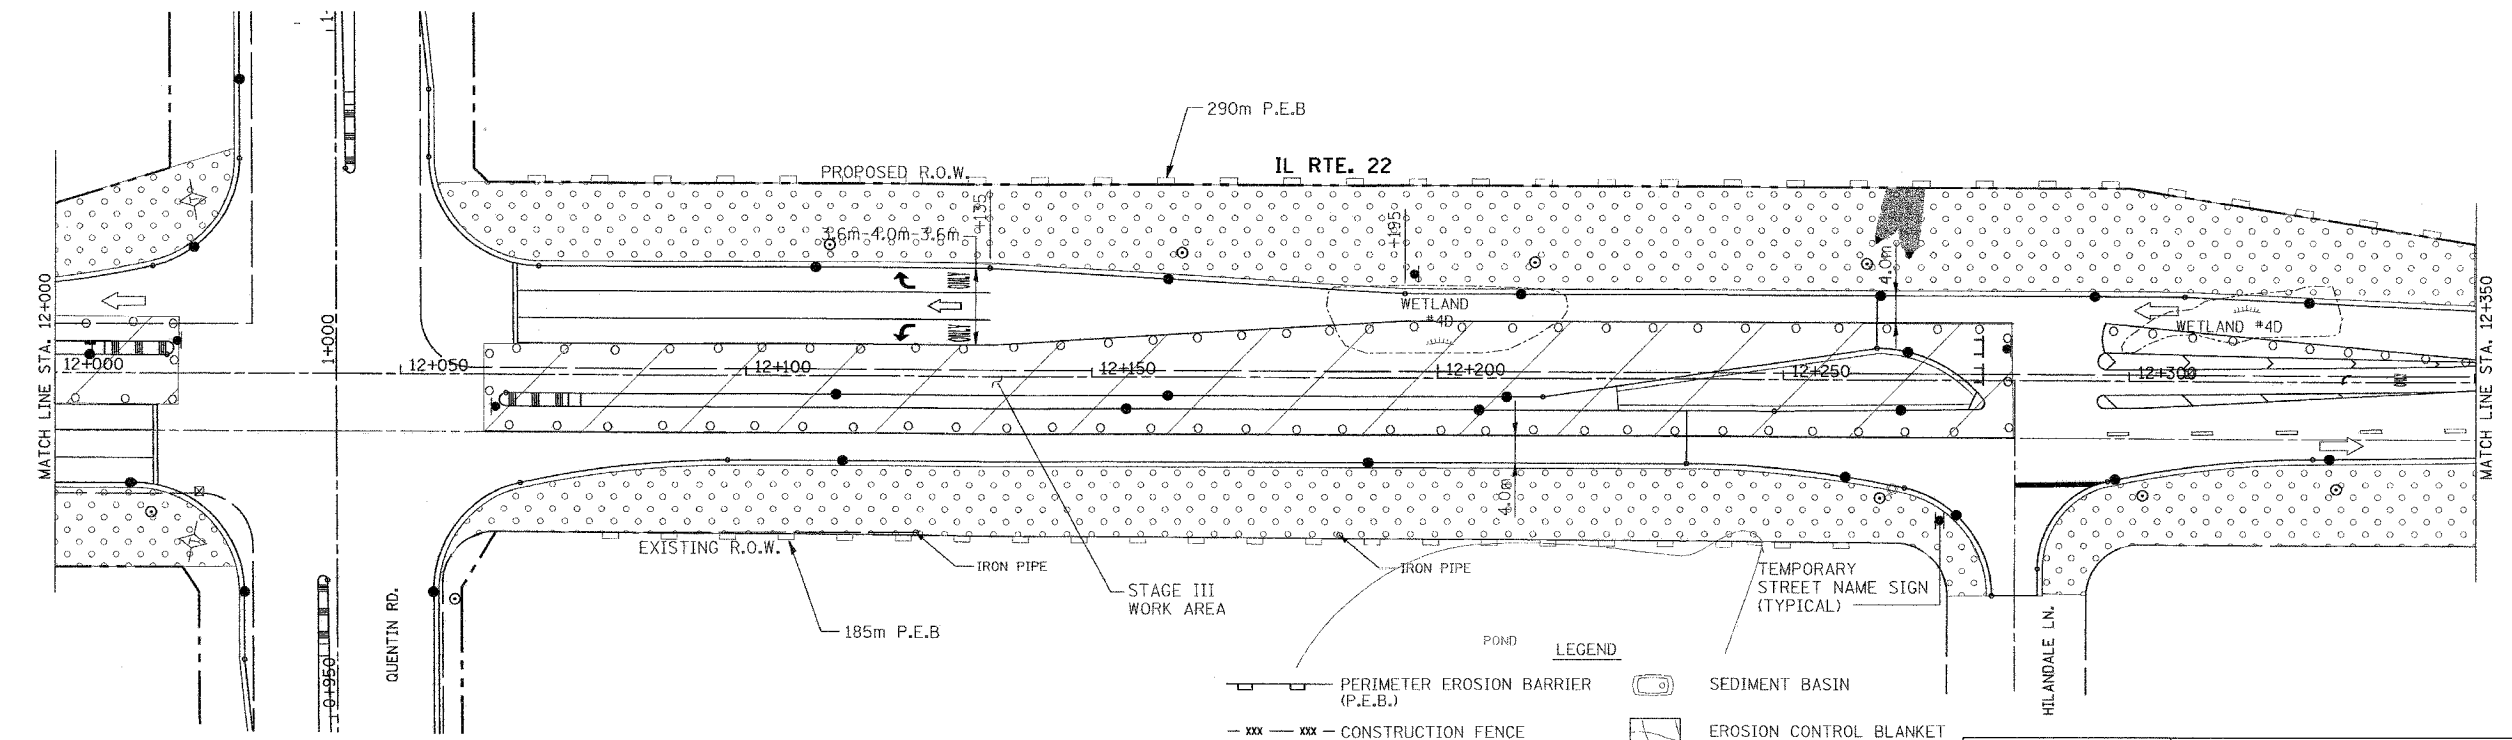 290m P.E.B
IL RTE. 22
PROPOSED R.O.W.
+135
3.6m-4.0m-3.6m
+195
4.0m
WETLAND
#4D
WETLAND #4D
MATCH LINE STA. 12+000
MATCH LINE STA. 12+350
1+000
12+000
12+050
12+100
12+150
12+200
12+250
12+300
4.0m
EXISTING R.O.W.
IRON PIPE
IRON PIPE
STAGE III
WORK AREA
185m P.E.B
TEMPORARY
STREET NAME SIGN
(TYPICAL)
QUENTIN RD.
0+950
HILANDALE LN.
POND
LEGEND
PERIMETER EROSION BARRIER
(P.E.B.)
SEDIMENT BASIN
XXX XXX CONSTRUCTION FENCE
EROSION CONTROL BLANKET